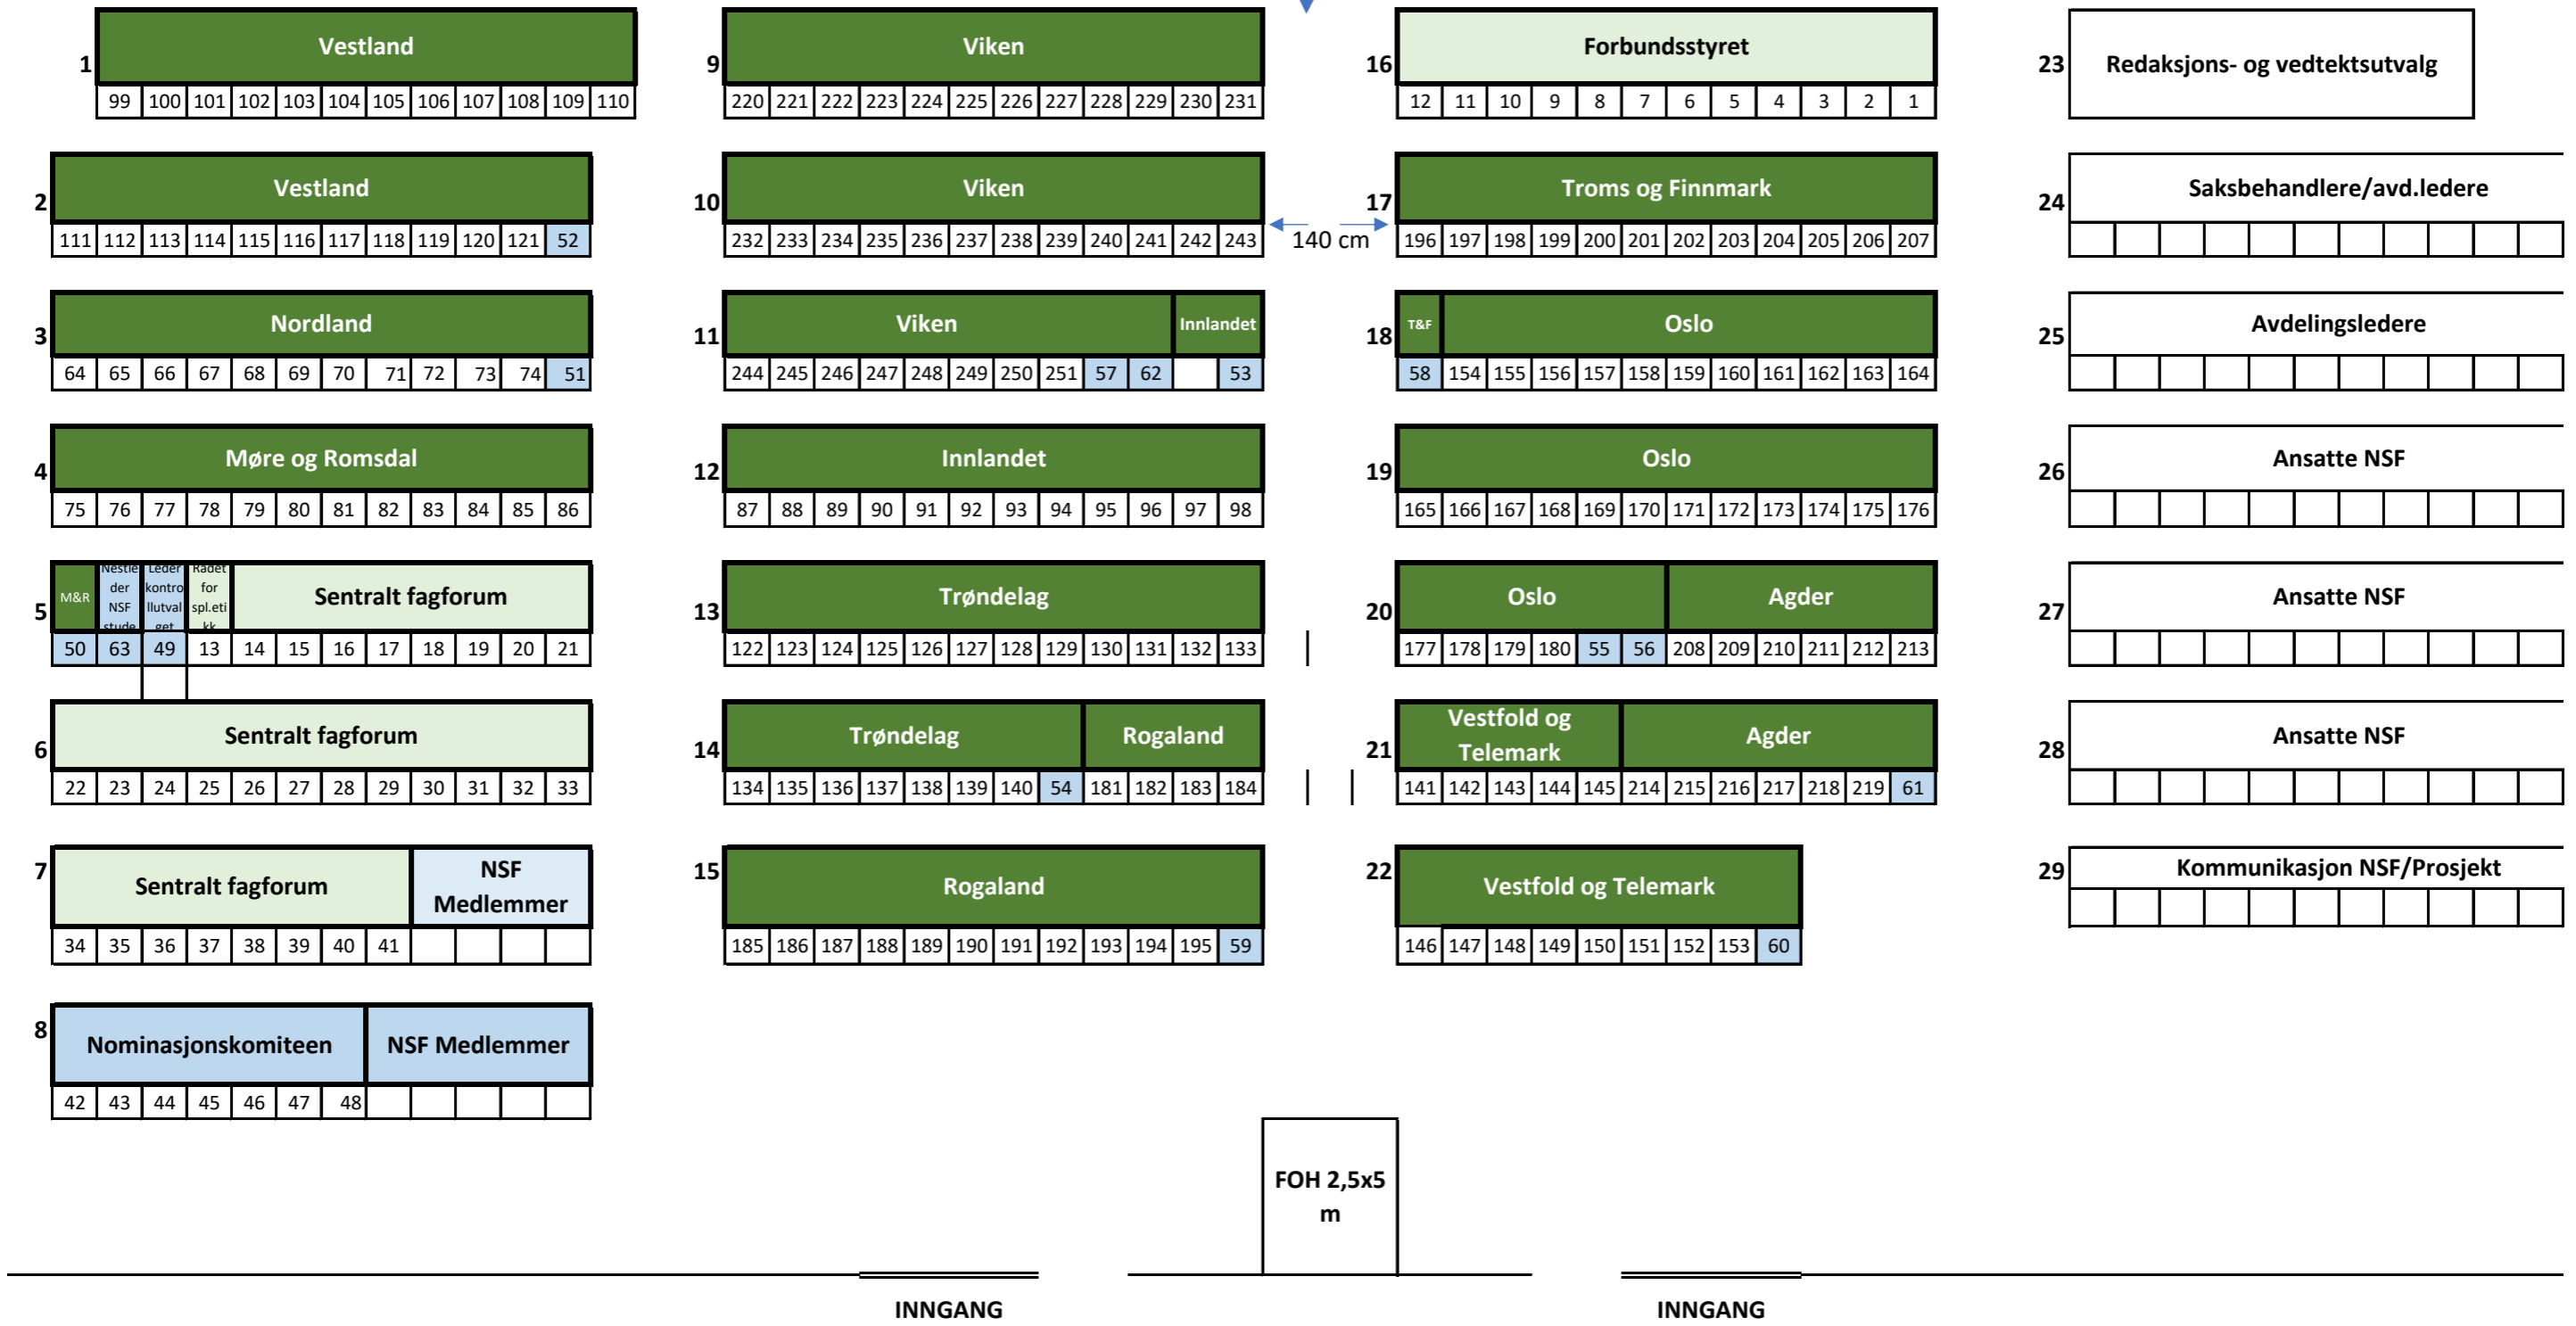 1 Vestland
99 100 101 102 103 104 105 106 107 108 109 110
2 Vestland
111 112 113 114 115 116 117 118 119 120 121 52
3 Nordland
64 65 66 67 68 69 70 71 72 73 74 51
4 Møre og Romsdal
75 76 77 78 79 80 81 82 83 84 85 86
5 M&R
Nestle
der
NSF
stude
Leder
kontro
llutval
get
Rådet
for
spl.eti
kk
Sentralt fagforum
50 63 49 13 14 15 16 17 18 19 20 21
6 Sentralt fagforum
22 23 24 25 26 27 28 29 30 31 32 33
7 Sentralt fagforum
NSF
Medlemmer
34 35 36 37 38 39 40 41
8 Nominasjonskomiteen NSF Medlemmer
42 43 44 45 46 47 48
9 Viken
220 221 222 223 224 225 226 227 228 229 230 231
10 Viken
232 233 234 235 236 237 238 239 240 241 242 243
140 cm
11 Viken Innlandet
244 245 246 247 248 249 250 251 57 62 53
12 Innlandet
87 88 89 90 91 92 93 94 95 96 97 98
13 Trøndelag
122 123 124 125 126 127 128 129 130 131 132 133
14 Trøndelag Rogaland
134 135 136 137 138 139 140 54 181 182 183 184
15 Rogaland
185 186 187 188 189 190 191 192 193 194 195 59
16 Forbundsstyret
12 11 10 9 8 7 6 5 4 3 2 1
17 Troms og Finnmark
196 197 198 199 200 201 202 203 204 205 206 207
18 T&F Oslo
58 154 155 156 157 158 159 160 161 162 163 164
19 Oslo
165 166 167 168 169 170 171 172 173 174 175 176
20 Oslo Agder
177 178 179 180 55 56 208 209 210 211 212 213
21 Vestfold og
Telemark
Agder
141 142 143 144 145 214 215 216 217 218 219 61
22 Vestfold og Telemark
146 147 148 149 150 151 152 153 60
23 Redaksjons- og vedtektsutvalg
24 Saksbehandlere/avd.ledere
25 Avdelingsledere
26 Ansatte NSF
27 Ansatte NSF
28 Ansatte NSF
29 Kommunikasjon NSF/Prosjekt
FOH 2,5x5
m
INNGANG
INNGANG